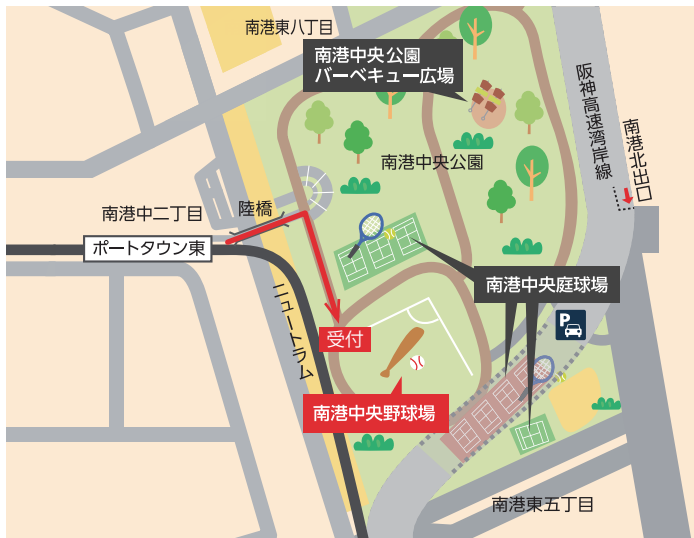 南港東八丁目
南港中央公園
バーベキュー広場
阪神高速湾岸線
南港北出口
南港中央公園
南港中二丁目
陸橋
ポートタウン東
南港中央庭球場
ニュートラム
P
受付
南港中央野球場
南港東五丁目